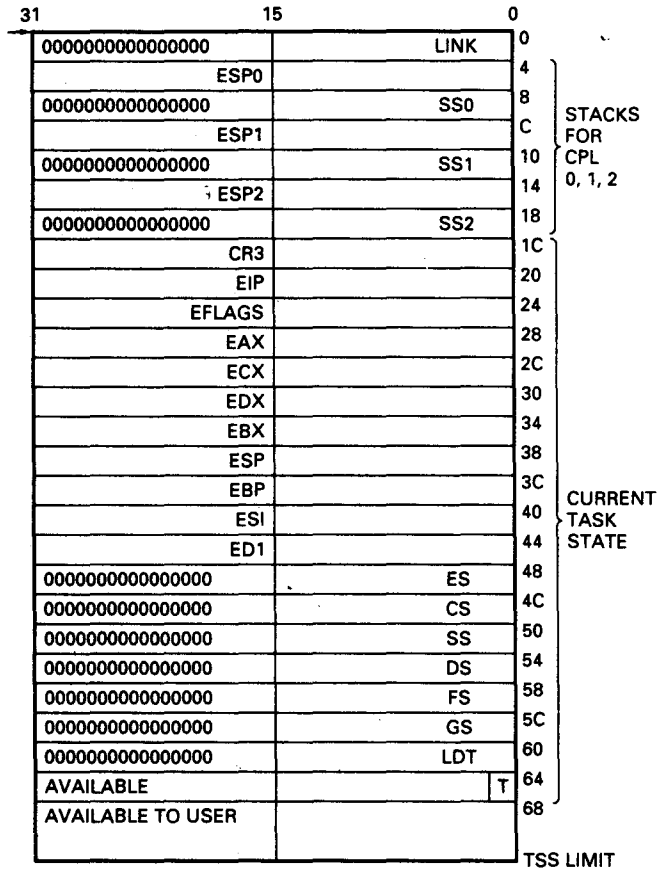 31 15 0
0000000000000000 LINK 0
ESP0 4
0000000000000000 SS0 8
ESP1 C
0000000000000000 SS1 10
ESP2 14
0000000000000000 SS2 18
STACKS
FOR
CPL
0, 1, 2
CR3 1C
EIP 20
EFLAGS 24
EAX 28
ECX 2C
EDX 30
EBX 34
ESP 38
EBP 3C
ESI 40
ED1 44
0000000000000000 ES 48
0000000000000000 CS 4C
0000000000000000 SS 50
0000000000000000 DS 54
0000000000000000 FS 58
0000000000000000 GS 5C
0000000000000000 LDT 60
AVAILABLE T 64
CURRENT
TASK
STATE
AVAILABLE TO USER 68
TSS LIMIT